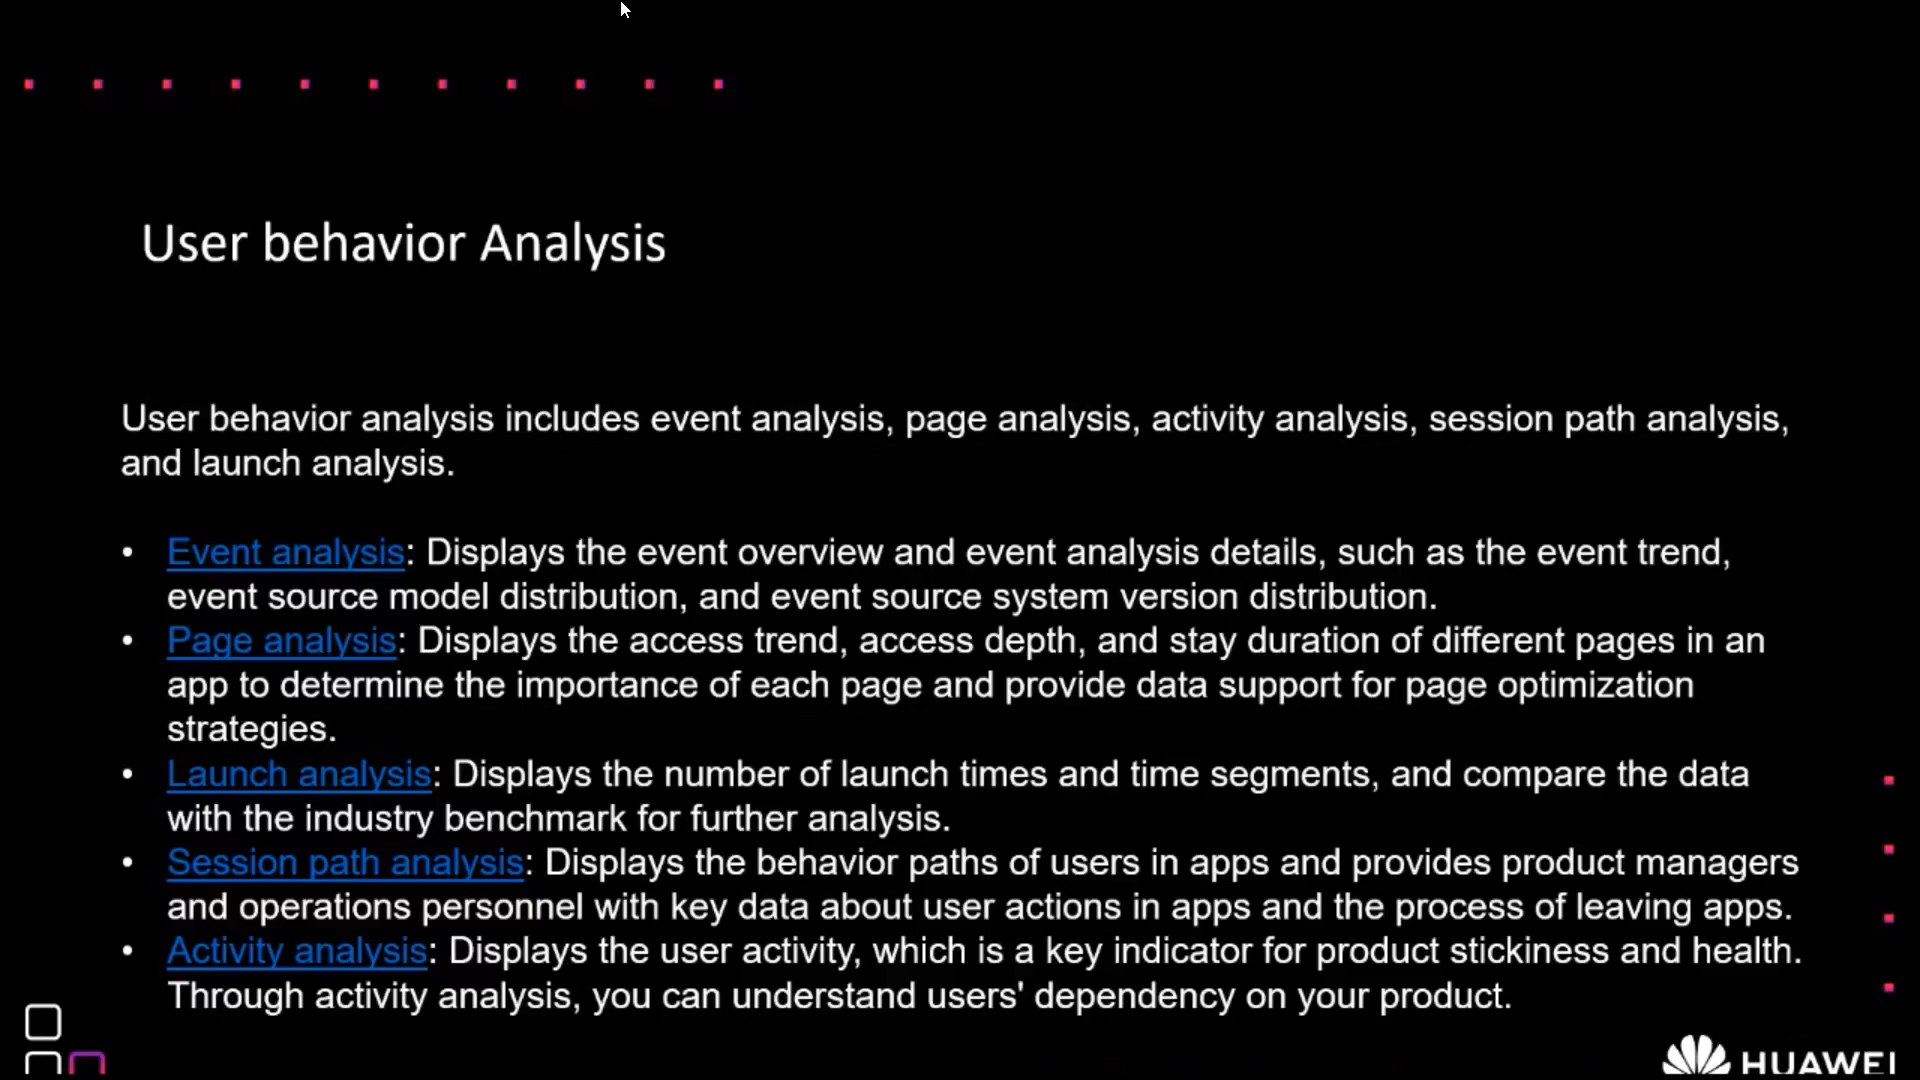 User behavior Analysis
User behavior analysis includes event analysis, page analysis, activity analysis, session path analysis,
and launch analysis.
• Event analysis: Displays the event overview and event analysis details, such as the event trend,
event source model distribution, and event source system version distribution.
• Page analysis: Displays the access trend, access depth, and stay duration of different pages in an
app to determine the importance of each page and provide data support for page optimization
strategies.
• Launch analysis: Displays the number of launch times and time segments, and compare the data
with the industry benchmark for further analysis.
• Session path analysis: Displays the behavior paths of users in apps and provides product managers
and operations personnel with key data about user actions in apps and the process of leaving apps.
• Activity analysis: Displays the user activity, which is a key indicator for product stickiness and health.
Through activity analysis, you can understand users' dependency on your product.
HUAWEI